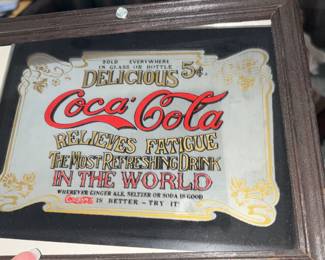 SOLD EVERYWHERE
IN GLASS OR BOTTLE
DELICIOUS 5¢.
Coca-Cola
RELIEVES FATIGUE
THE MOST REFRESHING DRINK
IN THE WORLD
WHEREVER GINGER ALE, SELTZER OR SODA IS GOOD
Coca-Cola IS BETTER - TRY IT!